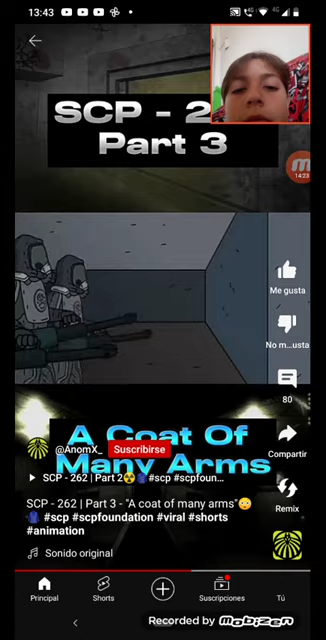 13:43
4G
4G
SCP - 2
Part 3
14:23
Me gusta
No m...usta
80
A Coat Of
@AnomX_ Suscribirse
Many Arms
SCP - 262 | Part 2☢️🧥#scp #scpfoun...
Compartir
SCP - 262 | Part 3 - "A coat of many arms"😳
🧥 #scp #scpfoundation #viral #shorts
#animation
Remix
Sonido original
Principal
Shorts
Suscripciones
Tú
Recorded by mobizen